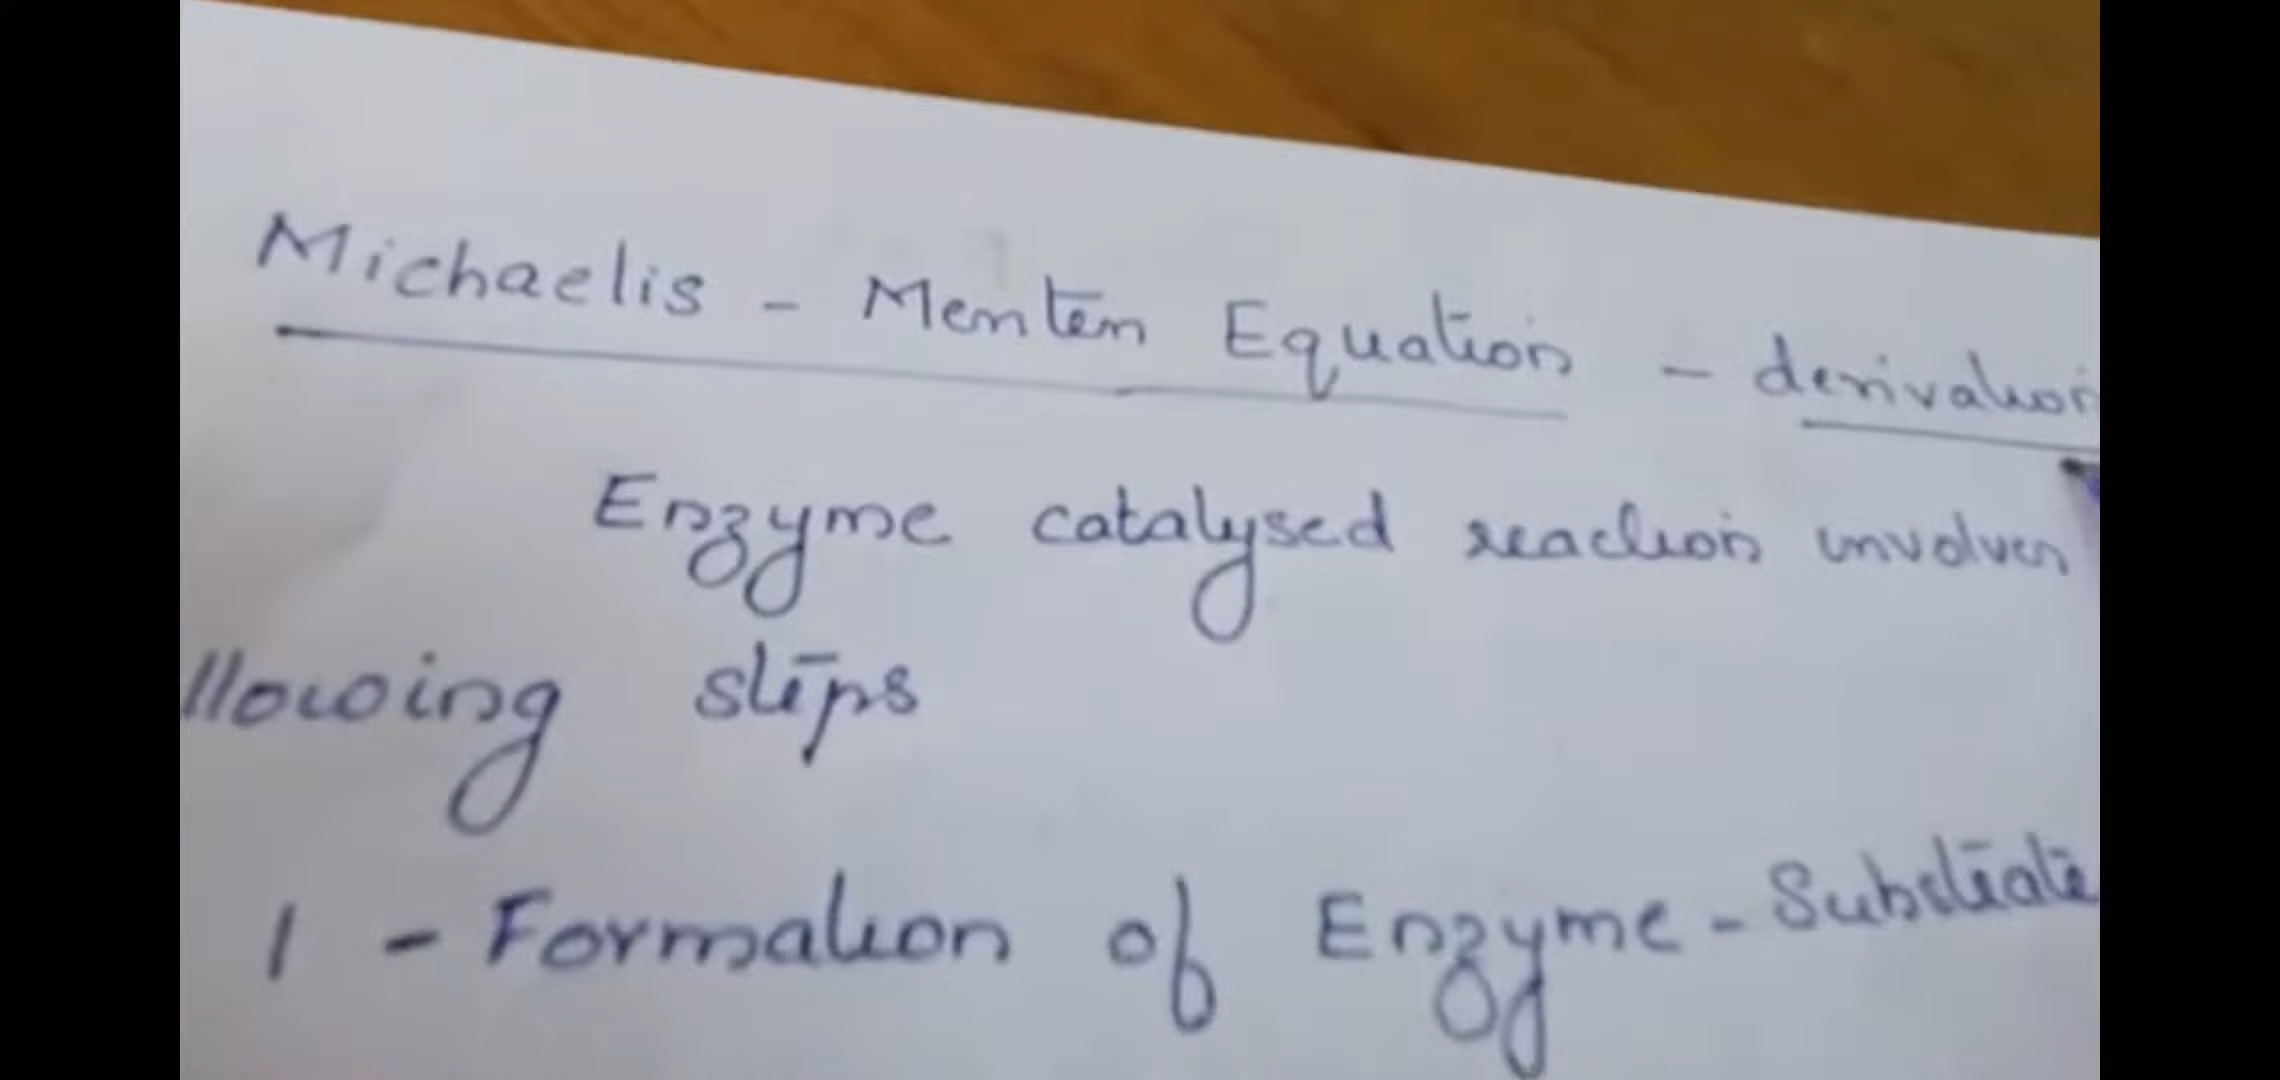 Michaelis - Menten Equation - derivation
Enzyme catalysed reaction involves
llowing steps
1 - Formation of Enzyme - Substrate